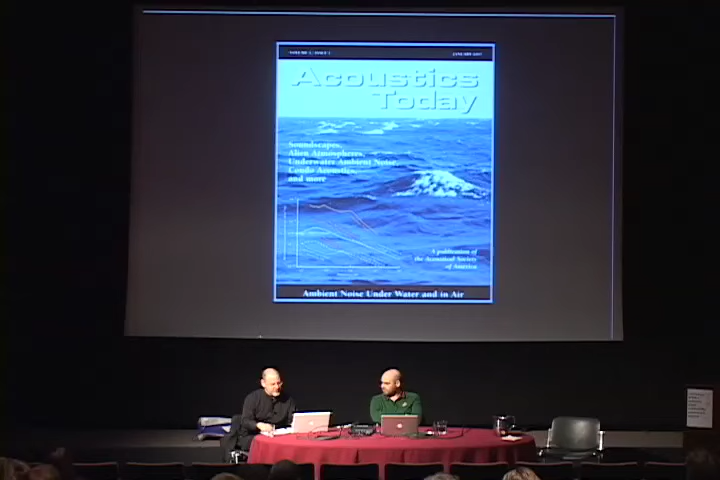 Acoustics
Today
Soundscapes,
Alien Atmospheres,
Underwater Ambient Noise,
Condo Acoustics,
and more
A publication of
the Acoustical Society
of America
Ambient Noise Under Water and in Air